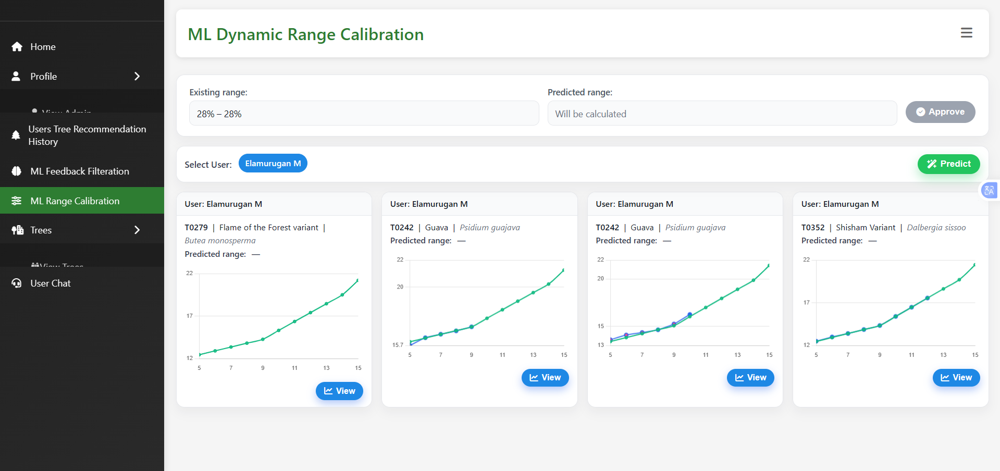 Home
Profile
Users Tree Recommendation
History
ML Feedback Filteration
ML Range Calibration
Trees
User Chat
ML Dynamic Range Calibration
Existing range:
28% – 28%
Predicted range:
Will be calculated
Approve
Select User:
Elamurugan M
Predict
User: Elamurugan M
T0279 | Flame of the Forest variant |
Butea monosperma
Predicted range: —
22
17
12
5 7 9 11 13 15
View
User: Elamurugan M
T0242 | Guava | Psidium guajava
Predicted range: —
22
20
15.7
5 7 9 11 13 15
View
User: Elamurugan M
T0242 | Guava | Psidium guajava
Predicted range: —
22
20
15
13
5 7 9 11 13 15
View
User: Elamurugan M
T0352 | Shisham Variant | Dalbergia sissoo
Predicted range: —
22
17
12
5 7 9 11 13 15
View